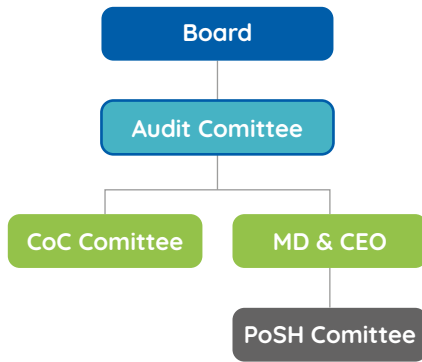 Board
Audit Comittee
CoC Comittee
MD & CEO
PoSH Comittee